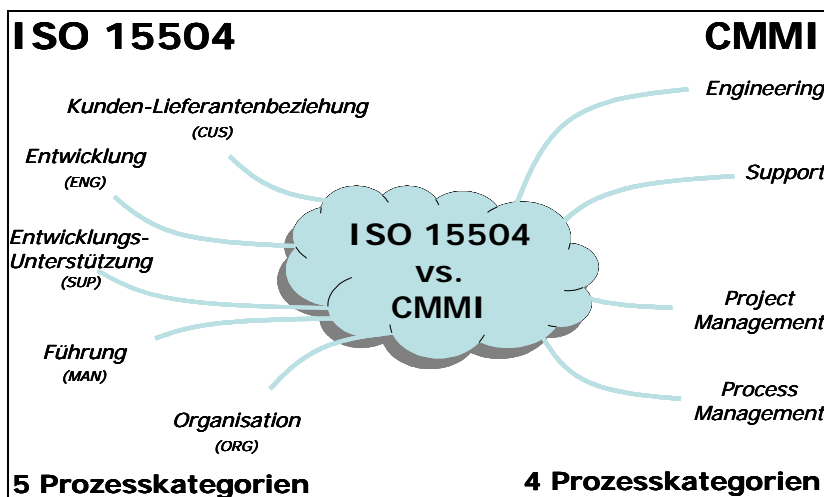 ISO 15504
CMMI
Kunden-Lieferantenbeziehung
(CUS)
Entwicklung
(ENG)
Entwicklungs-
Unterstützung
(SUP)
Führung
(MAN)
Organisation
(ORG)
ISO 15504
vs.
CMMI
Engineering
Support
Project
Management
Process
Management
5 Prozesskategorien
4 Prozesskategorien